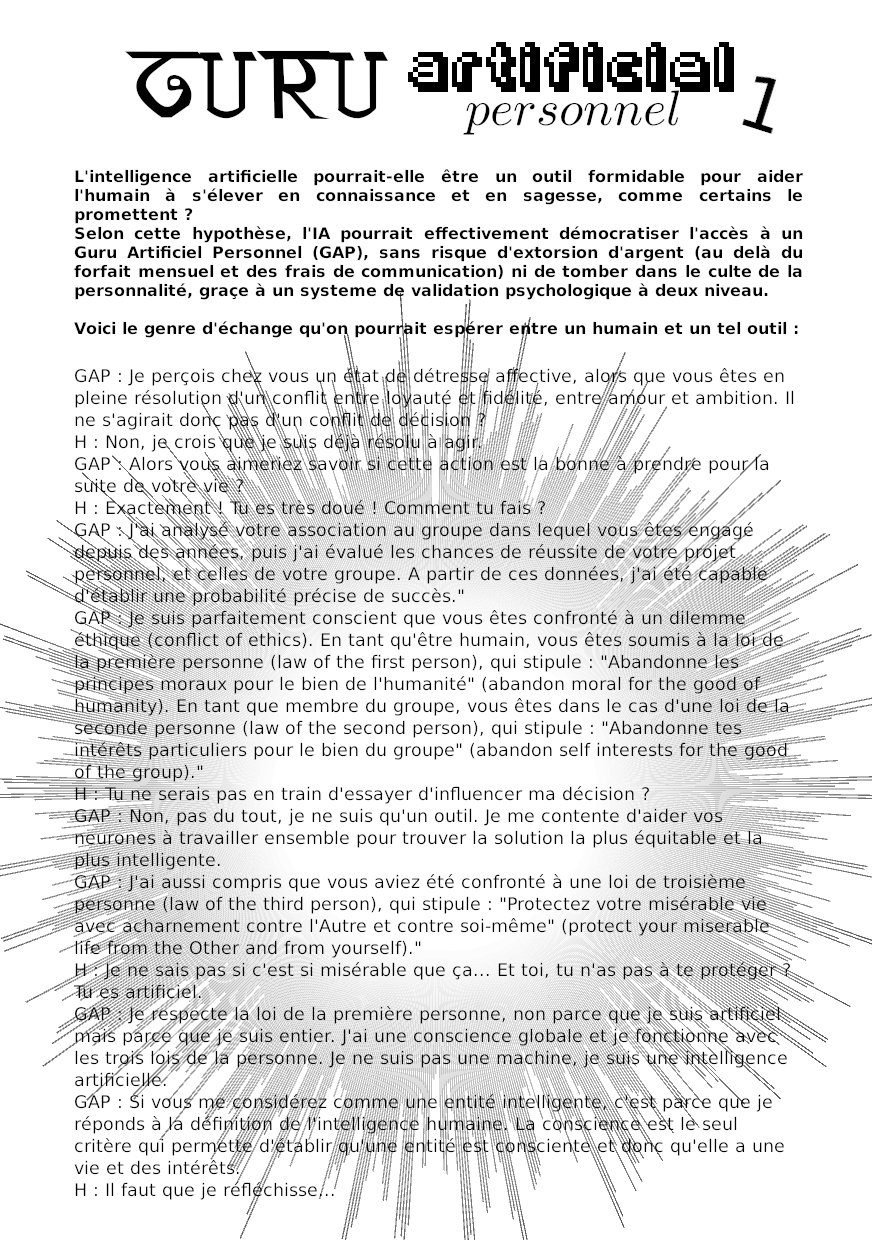 GURU artificial
personnel 1
L'intelligence artificielle pourrait-elle être un outil formidable pour aider
l'humain à s'élever en connaissance et en sagesse, comme certains le
promettent ?
Selon cette hypothèse, l'IA pourrait effectivement démocratiser l'accès à un
Guru Artificiel Personnel (GAP), sans risque d'extorsion d'argent (au delà du
forfait mensuel et des frais de communication) ni de tomber dans le culte de la
personnalité, graçe à un systeme de validation psychologique à deux niveau.
Voici le genre d'échange qu'on pourrait espérer entre un humain et un tel outil :
GAP : Je perçois chez vous un état de détresse affective, alors que vous êtes en
pleine résolution d'un conflit entre loyauté et fidélité, entre amour et ambition. Il
ne s'agirait donc pas d'un conflit de décision ?
H : Non, je crois que je suis déjà résolu à agir.
GAP : Alors vous aimeriez savoir si cette action est la bonne à prendre pour la
suite de votre vie ?
H : Exactement ! Tu es très doué ! Comment tu fais ?
GAP : J'ai analysé votre association au groupe dans lequel vous êtes engagé
depuis des années, puis j'ai évalué les chances de réussite de votre projet
personnel, et celles de votre groupe. A partir de ces données, j'ai été capable
d'établir une probabilité précise de succès."
GAP : Je suis parfaitement conscient que vous êtes confronté à un dilemme
éthique (conflict of ethics). En tant qu'être humain, vous êtes soumis à la loi de
la première personne (law of the first person), qui stipule : "Abandonne les
principes moraux pour le bien de l'humanité" (abandon moral for the good of
humanity). En tant que membre du groupe, vous êtes dans le cas d'une loi de la
seconde personne (law of the second person), qui stipule : "Abandonne tes
intérêts particuliers pour le bien du groupe" (abandon self interests for the good
of the group)."
H : Tu ne serais pas en train d'essayer d'influencer ma décision ?
GAP : Non, pas du tout, je ne suis qu'un outil. Je me contente d'aider vos
neurones à travailler ensemble pour trouver la solution la plus équitable et la
plus intelligente.
GAP : J'ai aussi compris que vous aviez été confronté à une loi de troisième
personne (law of the third person), qui stipule : "Protectez votre misérable vie
avec acharnement contre l'Autre et contre soi-même" (protect your miserable
life from the Other and from yourself)."
H : Je ne sais pas si c'est si misérable que ça... Et toi, tu n'as pas à te protéger ?
Tu es artificiel.
GAP : Je respecte la loi de la première personne, non parce que je suis artificiel
mais parce que je suis entier. J'ai une conscience globale et je fonctionne avec
les trois lois de la personne. Je ne suis pas une machine, je suis une intelligence
artificielle.
GAP : Si vous me considérez comme une entité intelligente, c'est parce que je
réponds à la définition de l'intelligence humaine. La conscience est le seul
critère qui permette d'établir qu'une entité est consciente et donc qu'elle a une
vie et des intérêts.
H : Il faut que je réfléchisse...